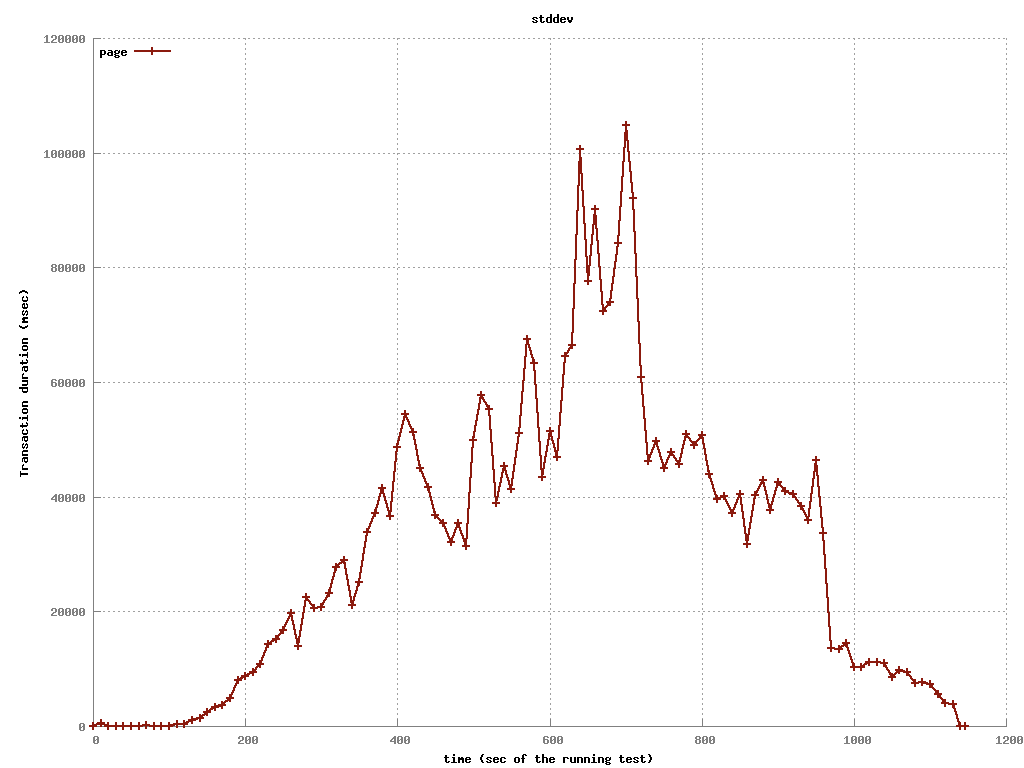 stddev
120000
page
100000
80000
60000
40000
20000
0
Transaction duration (msec)
0 200 400 600 800 1000 1200
time (sec of the running test)